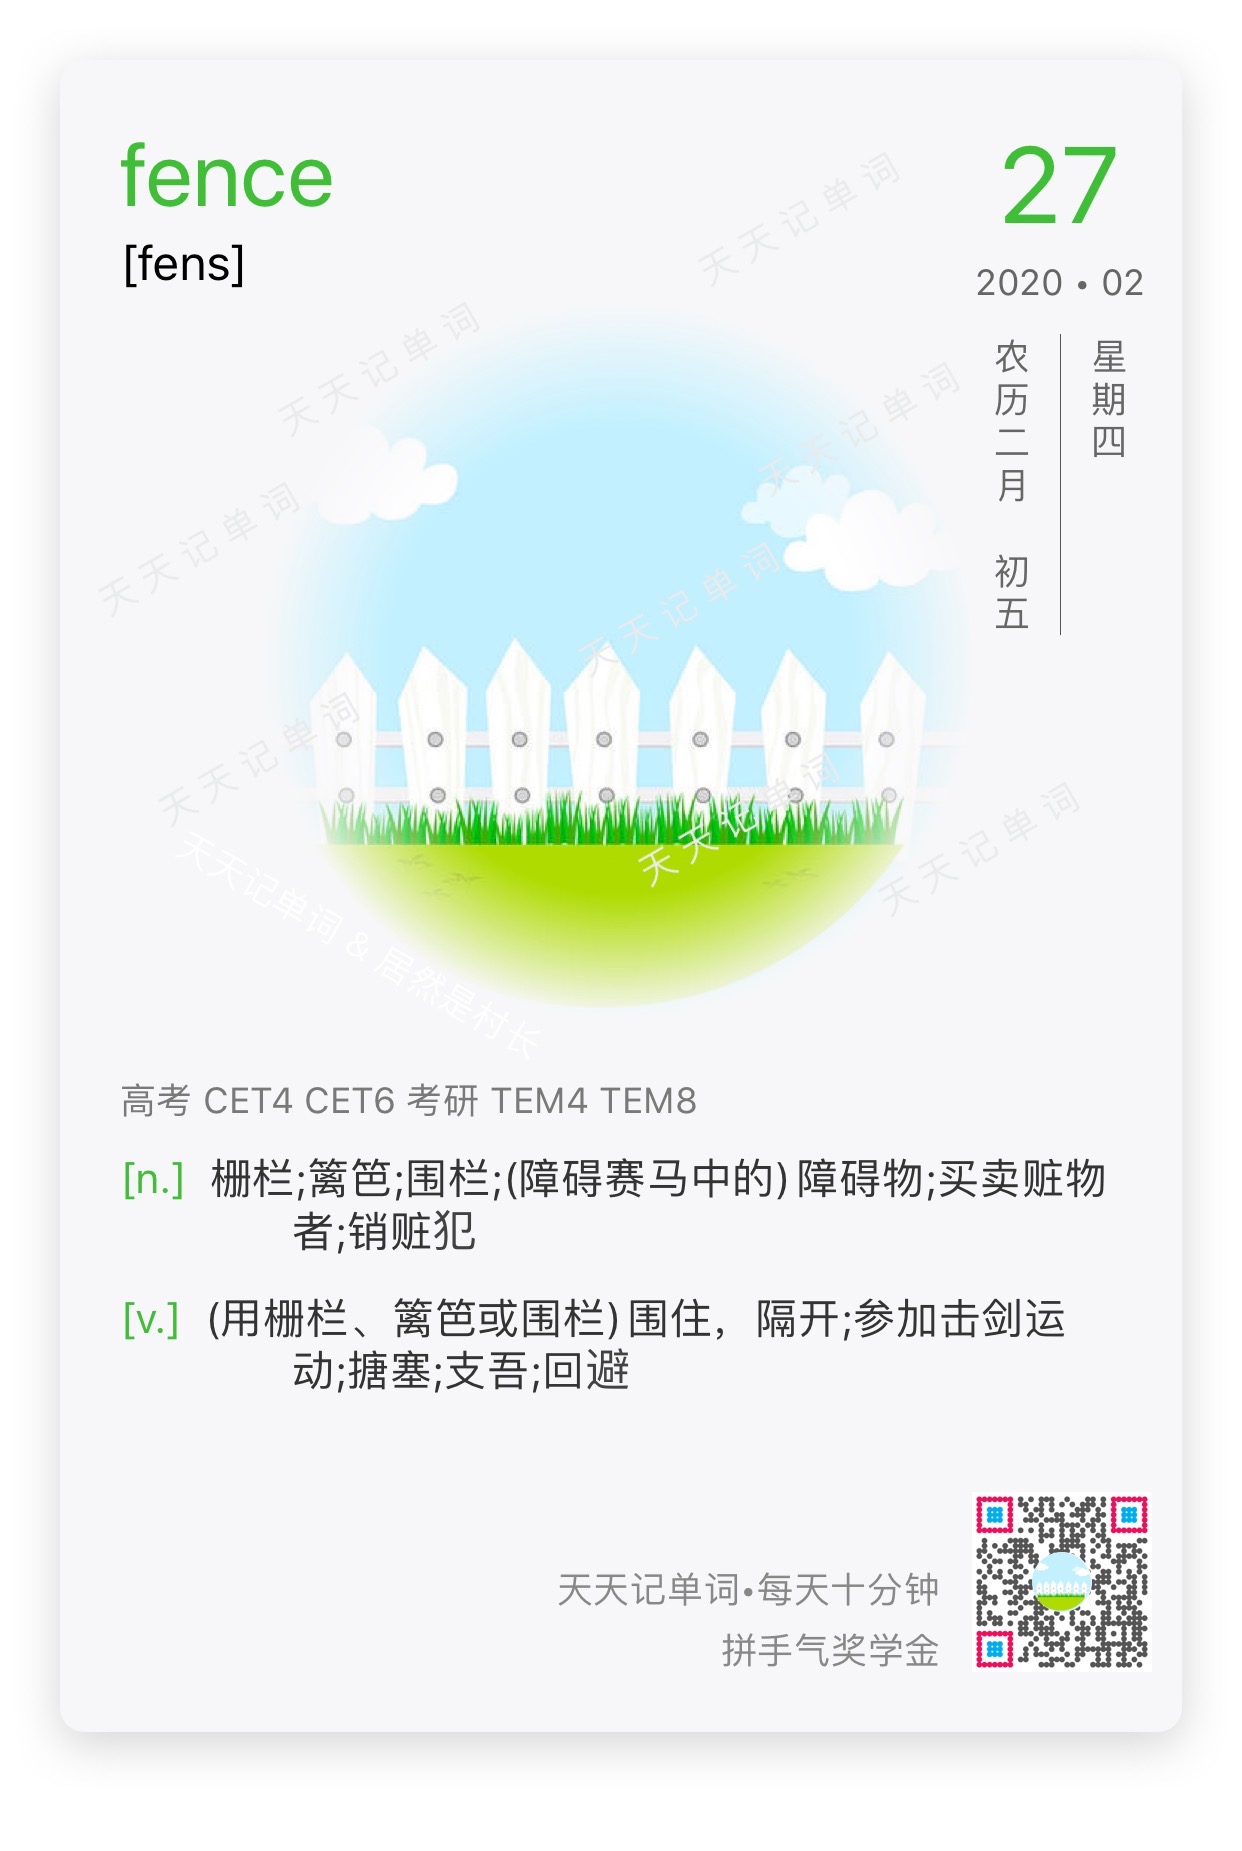 fence
[fens]
27
2020 • 02
星期四
农历二月 初五
天天记单词
天天记单词
天天记单词
天天记单词
天天记单词
天天记单词
天天记单词
天天记单词
天天记单词 & 居然是村长
高考 CET4 CET6 考研 TEM4 TEM8
[n.] 栅栏;篱笆;围栏;(障碍赛马中的) 障碍物;买卖赃物
者;销赃犯
[v.] (用栅栏、篱笆或围栏) 围住，隔开;参加击剑运
动;搪塞;支吾;回避
天天记单词•每天十分钟
拼手气奖学金